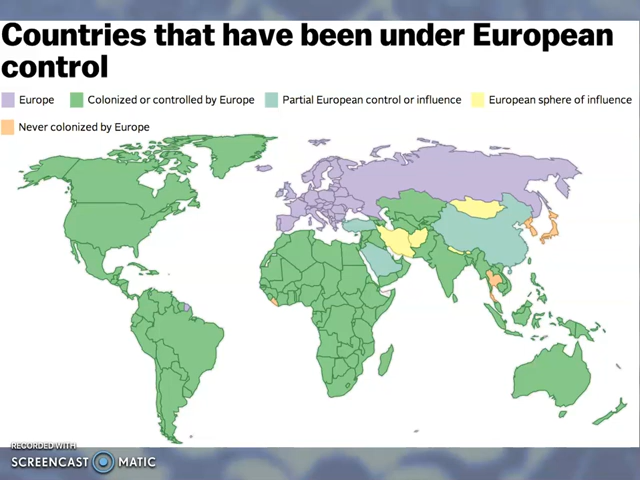 Countries that have been under European
control
Europe
Colonized or controlled by Europe
Partial European control or influence
European sphere of influence
Never colonized by Europe
RECORDED WITH
SCREENCAST MATIC